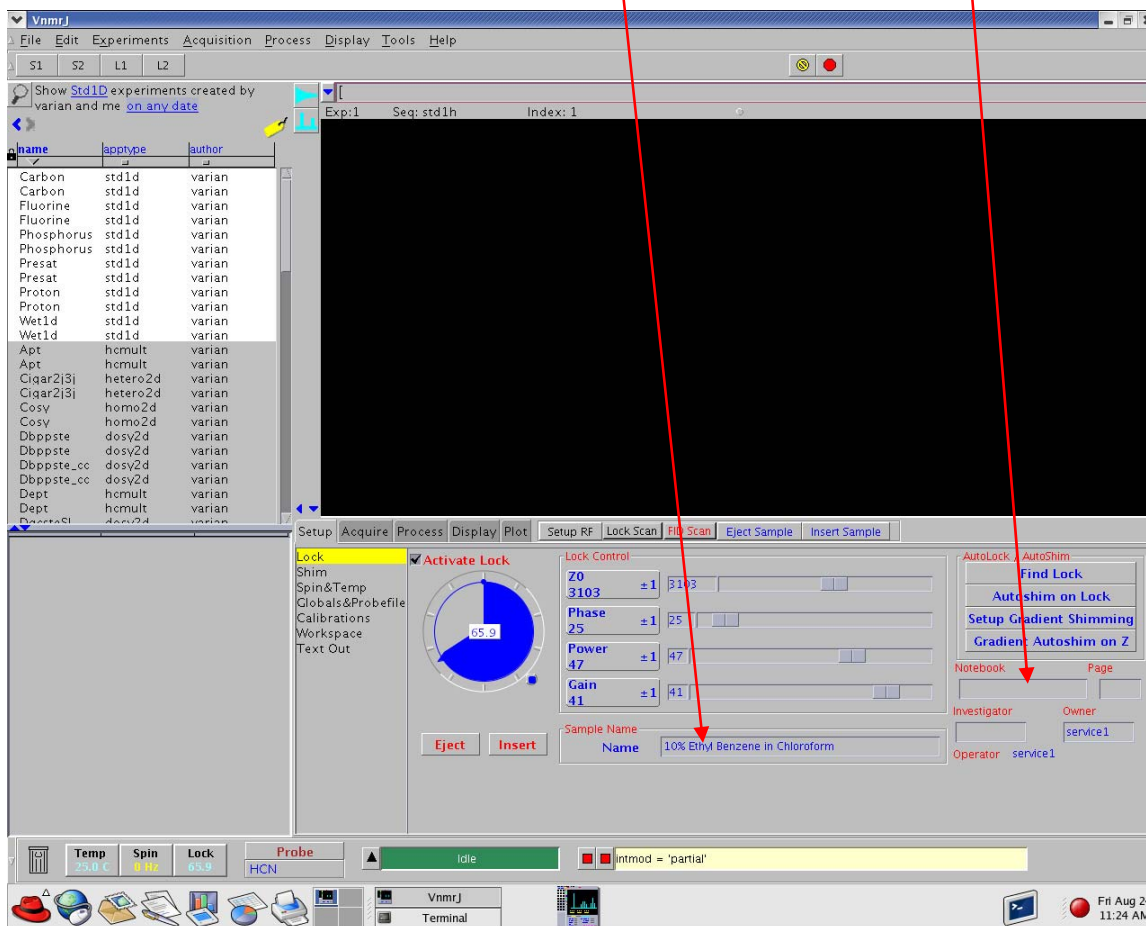 VnmrJ
File Edit Experiments Acquisition Process Display Tools Help
S1 S2 L1 L2
Show Std1D experiments created by
varian and me on any date
[
Exp:1 Seq: std1h Index: 1
name apptype author
Carbon std1d varian
Carbon std1d varian
Fluorine std1d varian
Fluorine std1d varian
Phosphorus std1d varian
Phosphorus std1d varian
Presat std1d varian
Presat std1d varian
Proton std1d varian
Proton std1d varian
Wet1d std1d varian
Wet1d std1d varian
Apt hcmult varian
Apt hcmult varian
Cigar2j3j hetero2d varian
Cigar2j3j hetero2d varian
Cosy homo2d varian
Cosy homo2d varian
Dbppste dosy2d varian
Dbppste dosy2d varian
Dbppste_cc dosy2d varian
Dbppste_cc dosy2d varian
Dept hcmult varian
Dept hcmult varian
dosy2d varian
Setup Acquire Process Display Plot Setup RF Lock Scan FID Scan Eject Sample Insert Sample
Lock
Shim
Spin&Temp
Globals&Probefile
Calibrations
Workspace
Text Out
Activate Lock
65.9
Eject Insert
Lock Control
Z0
3103 ±1 3103
Phase
25 ±1 25
Power
47 ±1 47
Gain
41 ±1 41
Sample Name
Name 10% Ethyl Benzene in Chloroform
AutoLock / AutoShim
Find Lock
Autoshim on Lock
Setup Gradient Shimming
Gradient Autoshim on Z
Notebook Page
Investigator Owner
service1
Operator service1
Temp Spin Lock
25.0 C 0 Hz 65.9
Probe
HCN
Idle
intmod = 'partial'
VnmrJ
Terminal
Fri Aug 2
11:24 AM